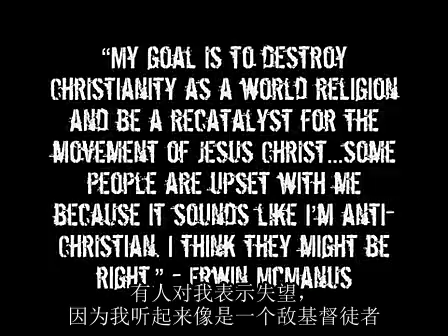 “MY GOAL IS TO DESTROY
CHRISTIANITY AS A WORLD RELIGION
AND BE A RECATALYST FOR THE
MOVEMENT OF JESUS CHRIST...SOME
PEOPLE ARE UPSET WITH ME
BECAUSE IT SOUNDS LIKE I'M ANTI-
CHRISTIAN. I THINK THEY MIGHT BE
RIGHT.” - ERWIN MCMANUS
有人对我表示失望，
因为我听起来像是一个敌基督徒者